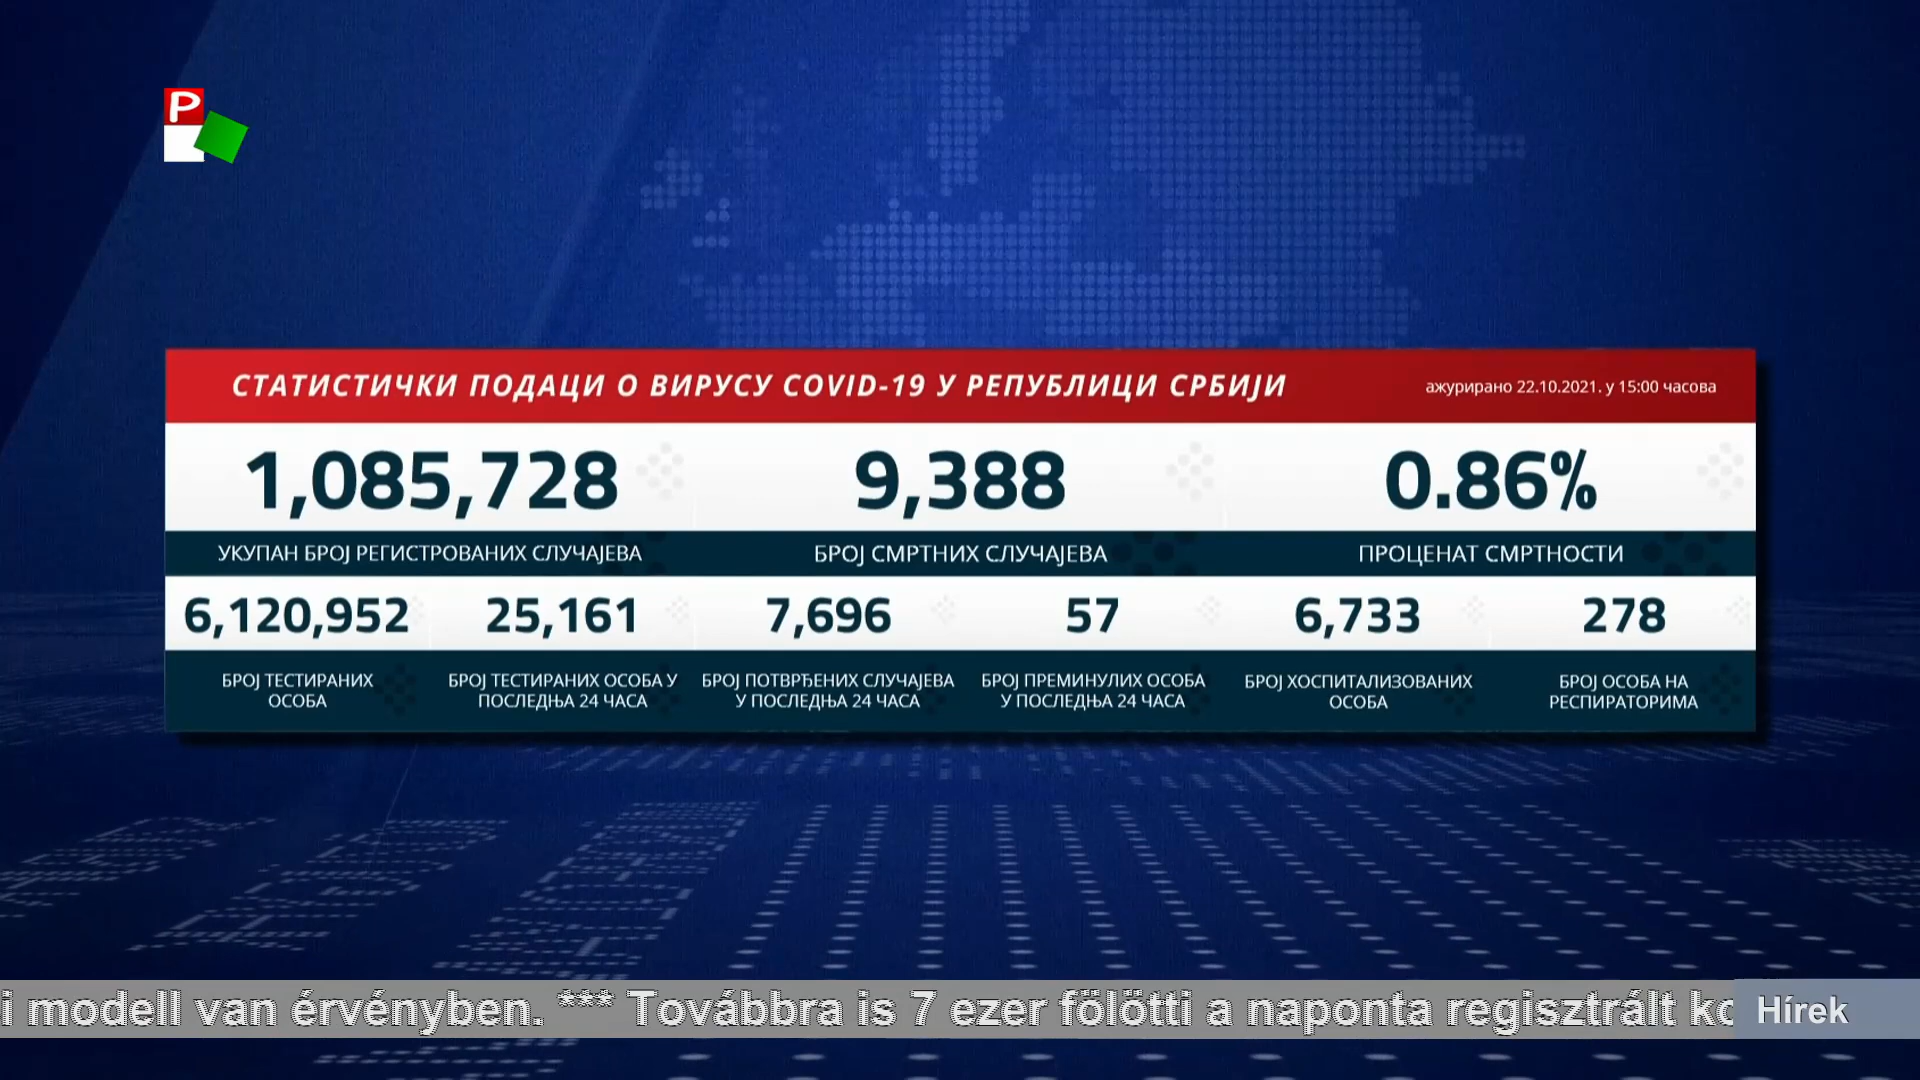 P
СТАТИСТИЧКИ ПОДАЦИ О ВИРУСУ COVID-19 У РЕПУБЛИЦИ СРБИЈИ
ажурирано 22.10.2021. у 15:00 часова
1,085,728 9,388 0.86%
УКУПАН БРОЈ РЕГИСТРОВАНИХ СЛУЧАЈЕВА БРОЈ СМРТНИХ СЛУЧАЈЕВА ПРОЦЕНАТ СМРТНОСТИ
6,120,952 25,161 7,696 57 6,733 278
БРОЈ ТЕСТИРАНИХ
ОСОБА
БРОЈ ТЕСТИРАНИХ ОСОБА У
ПОСЛЕДЊА 24 ЧАСА
БРОЈ ПОТВРЂЕНИХ СЛУЧАЈЕВА
У ПОСЛЕДЊА 24 ЧАСА
БРОЈ ПРЕМИНУЛИХ ОСОБА
У ПОСЛЕДЊА 24 ЧАСА
БРОЈ ХОСПИТАЛИЗОВАНИХ
ОСОБА
БРОЈ ОСОБА НА
РЕСПИРАТОРИМА
i modell van érvényben. *** Továbbra is 7 ezer fölötti a naponta regisztrált ko
Hírek